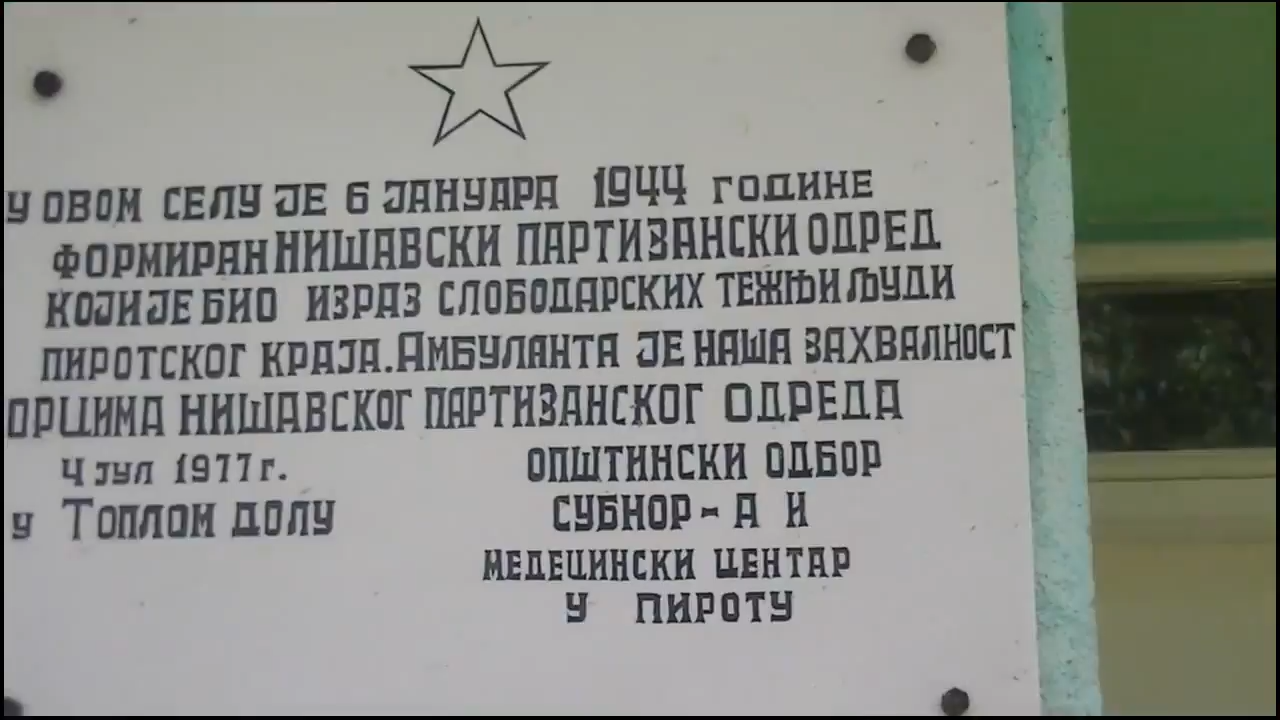 У ОВОМ СЕЛУ ЈЕ 6 ЈАНУАРА 1944 ГОДИНЕ
ФОРМИРАН НИШАВСКИ ПАРТИЗАНСКИ ОДРЕД
КОЈИ ЈЕ БИО ИЗРАЗ СЛОБОДАРСКИХ ТЕЖЊИ ЉУДИ
ПИРОТСКОГ КРАЈА. АМБУЛАНТА ЈЕ НАША ЗАХВАЛНОСТ
ОРЦИМА НИШАВСКОГ ПАРТИЗАНСКОГ ОДРЕДА
4 ЈУЛ 1977 г.
У ТОПЛОМ ДОЛУ
ОПШТИНСКИ ОДБОР
СУБНОР - А И
МЕДЕЦИНСКИ ЦЕНТАР
У ПИРОТУ